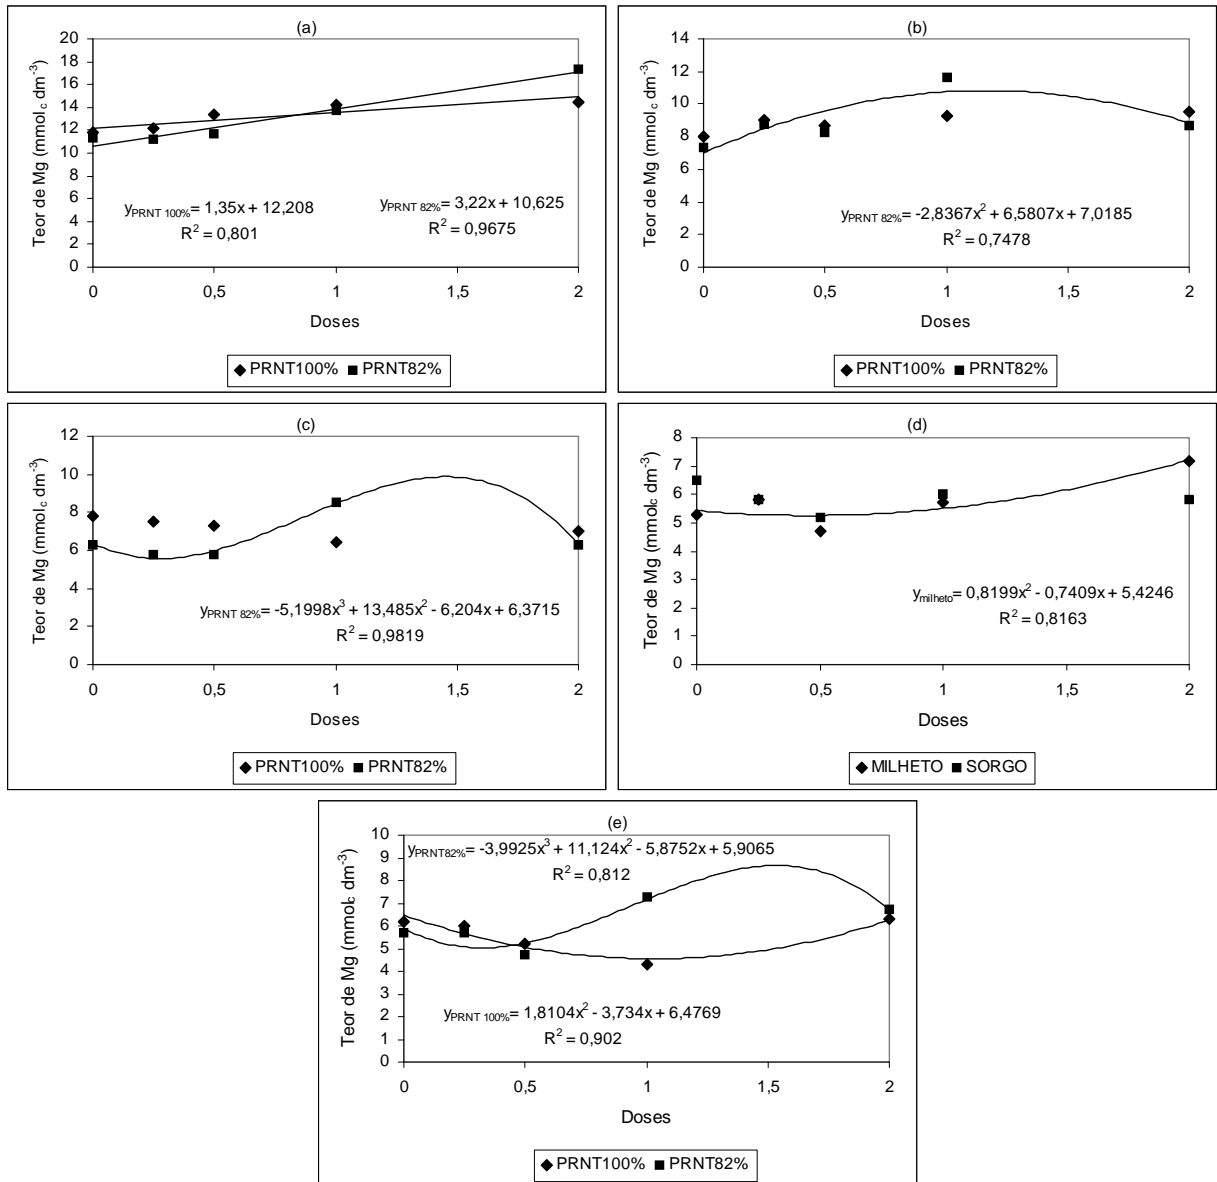 (a)
Teor de Mg (mmolc dm-3)
20
18
16
14
12
10
8
6
4
2
0
yPRNT 100%= 1,35x + 12,208
R2 = 0,801
yPRNT 82%= 3,22x + 10,625
R2 = 0,9675
0 0,5 1 1,5 2
Doses
PRNT100% PRNT82%
(b)
Teor de Mg (mmolc dm-3)
14
12
10
8
6
4
2
0
yPRNT 82%= -2,8367x2 + 6,5807x + 7,0185
R2 = 0,7478
0 0,5 1 1,5 2
Doses
PRNT100% PRNT82%
(c)
Teor de Mg (mmolc dm-3)
12
10
8
6
4
2
0
yPRNT 82%= -5,1998x3 + 13,485x2 - 6,204x + 6,3715
R2 = 0,9819
0 0,5 1 1,5 2
Doses
PRNT100% PRNT82%
(d)
Teor de Mg (mmolc dm-3)
8
7
6
5
4
3
2
1
0
ymilheto= 0,8199x2 - 0,7409x + 5,4246
R2 = 0,8163
0 0,5 1 1,5 2
Doses
MILHETO SORGO
(e)
Teor de Mg (mmolc dm-3)
10
9
8
7
6
5
4
3
2
1
0
yPRNT82%= -3,9925x3 + 11,124x2 - 5,8752x + 5,9065
R2 = 0,812
yPRNT 100%= 1,8104x2 - 3,734x + 6,4769
R2 = 0,902
0 0,5 1 1,5 2
Doses
PRNT100% PRNT82%